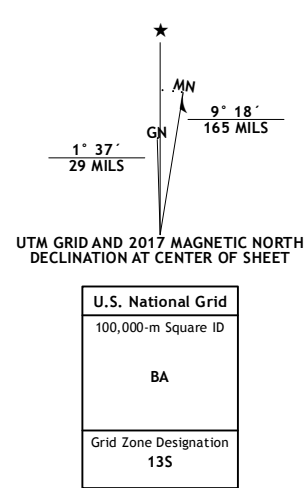 ★
MN
GN
9° 18´
165 MILS
1° 37´
29 MILS
UTM GRID AND 2017 MAGNETIC NORTH
DECLINATION AT CENTER OF SHEET
U.S. National Grid
100,000-m Square ID
BA
Grid Zone Designation
13S